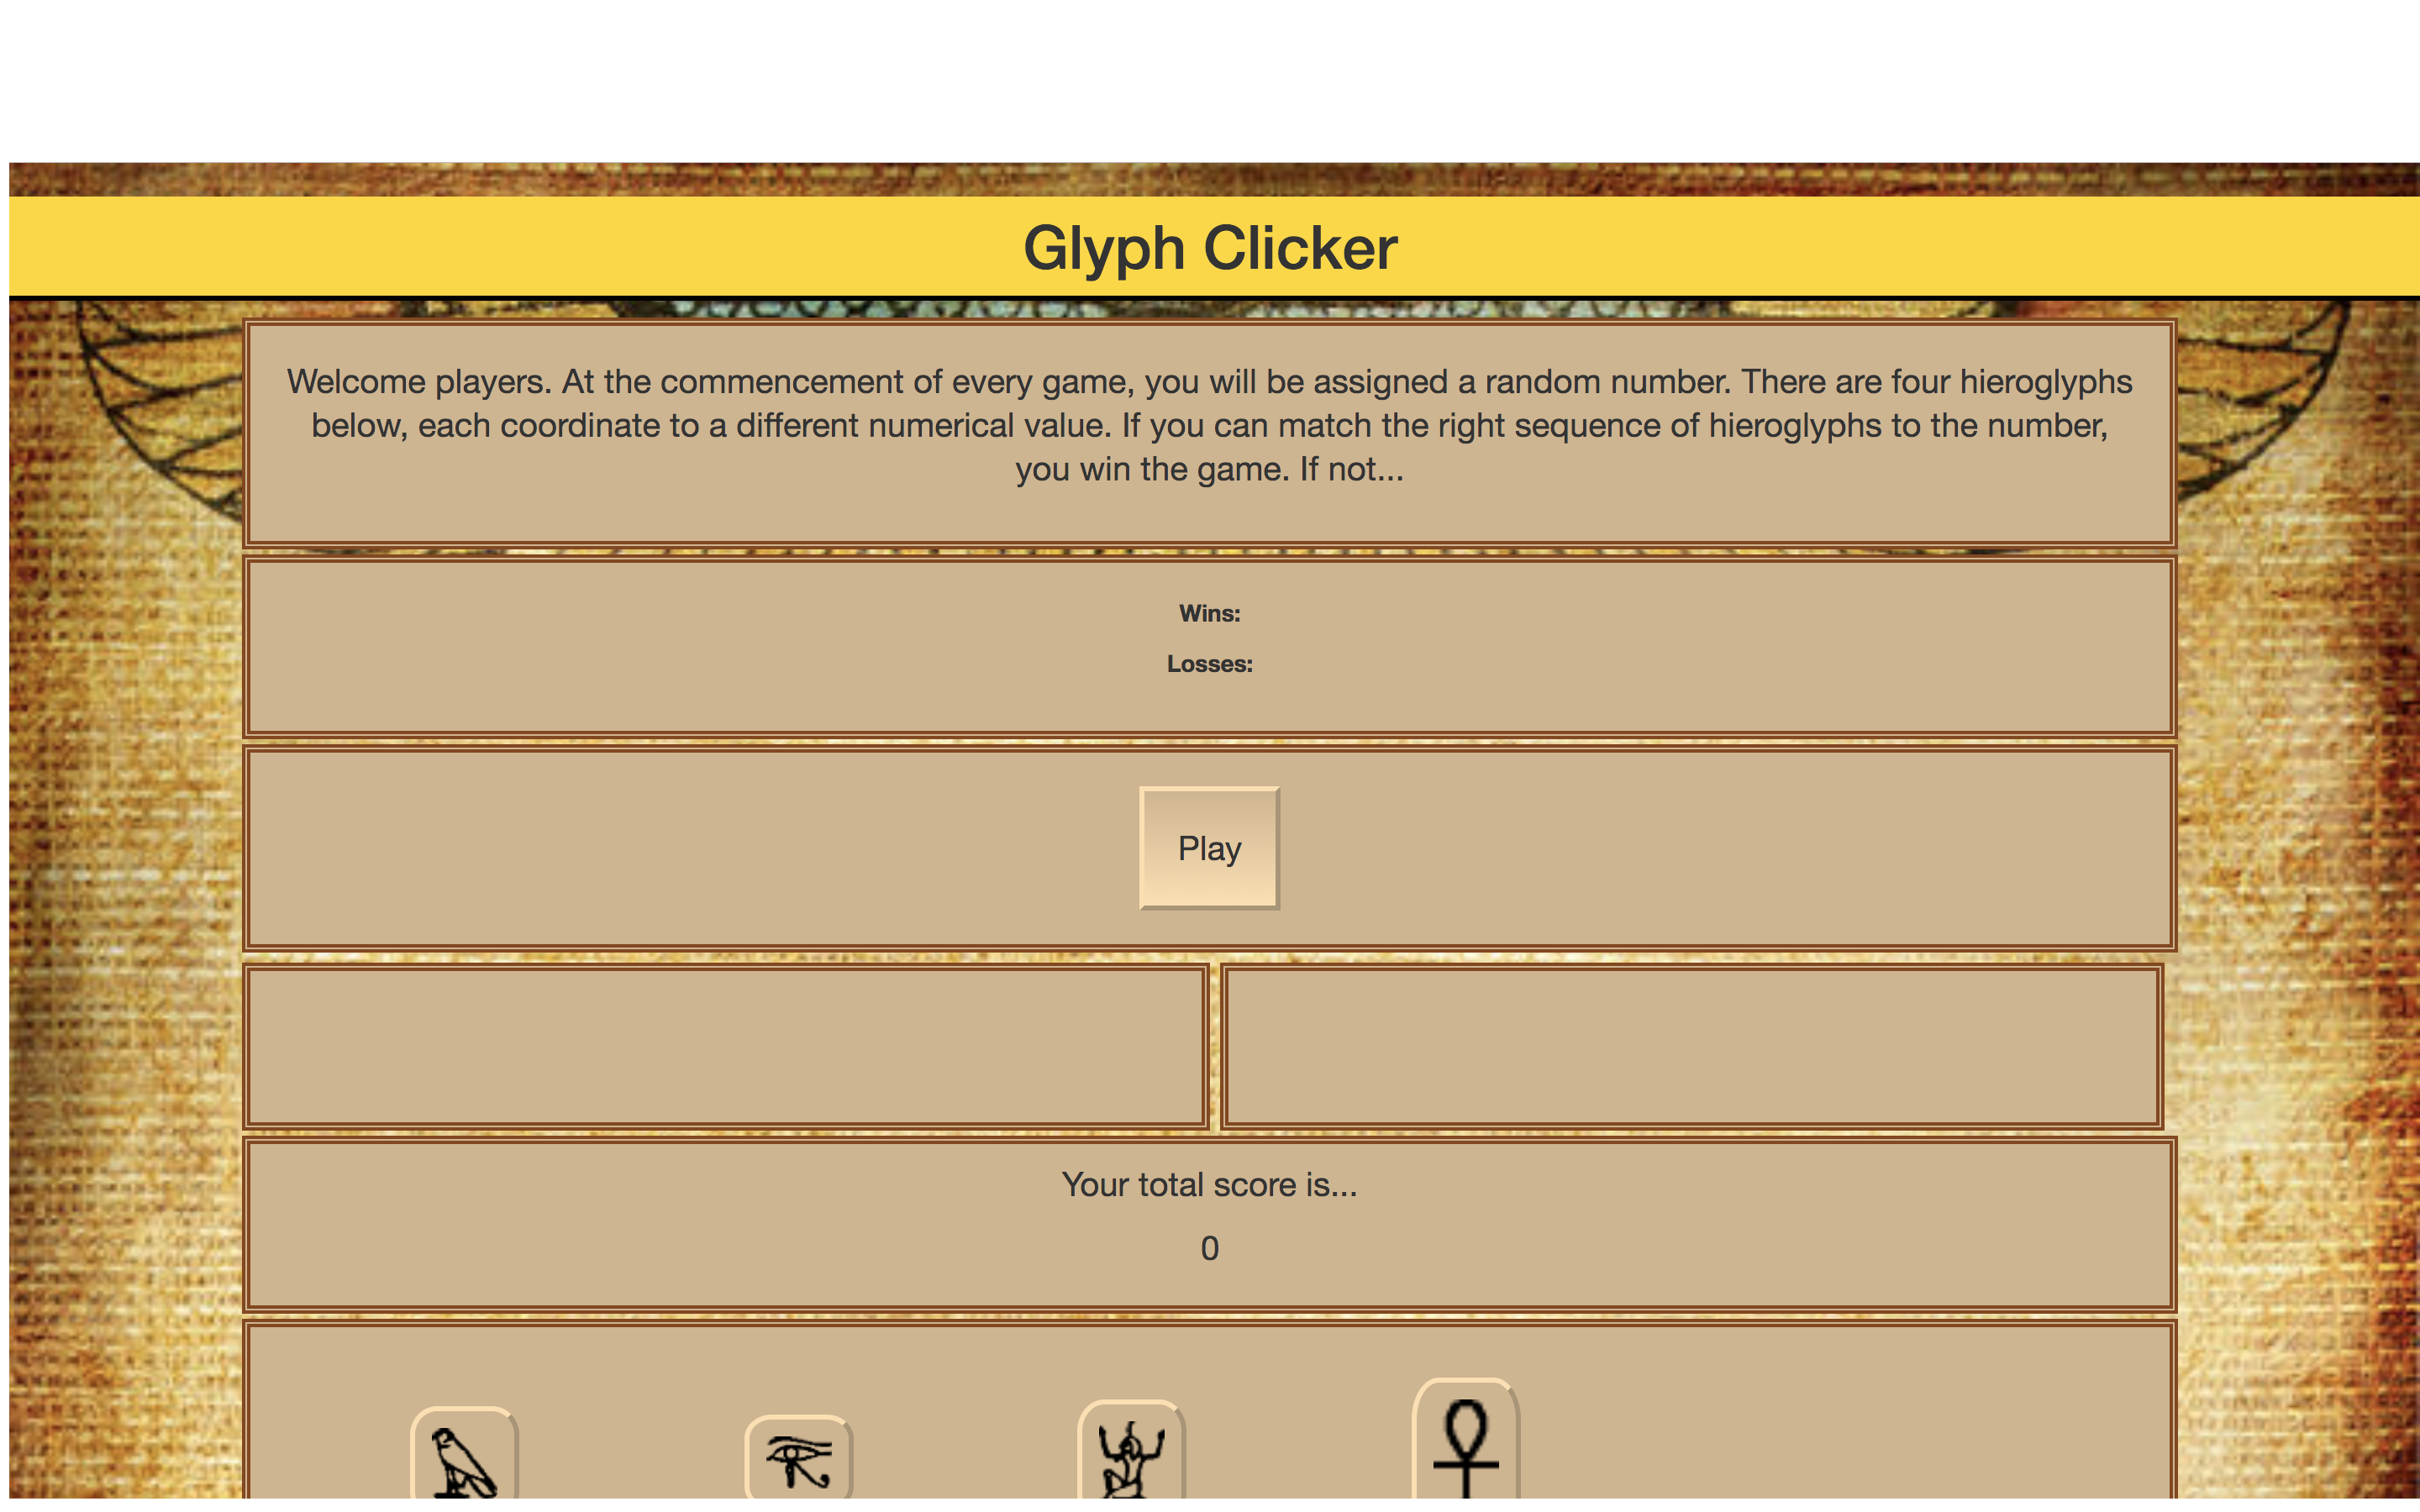 Glyph Clicker
Welcome players. At the commencement of every game, you will be assigned a random number. There are four hieroglyphs
below, each coordinate to a different numerical value. If you can match the right sequence of hieroglyphs to the number,
you win the game. If not...
Wins:
Losses:
Play
Your total score is...
0